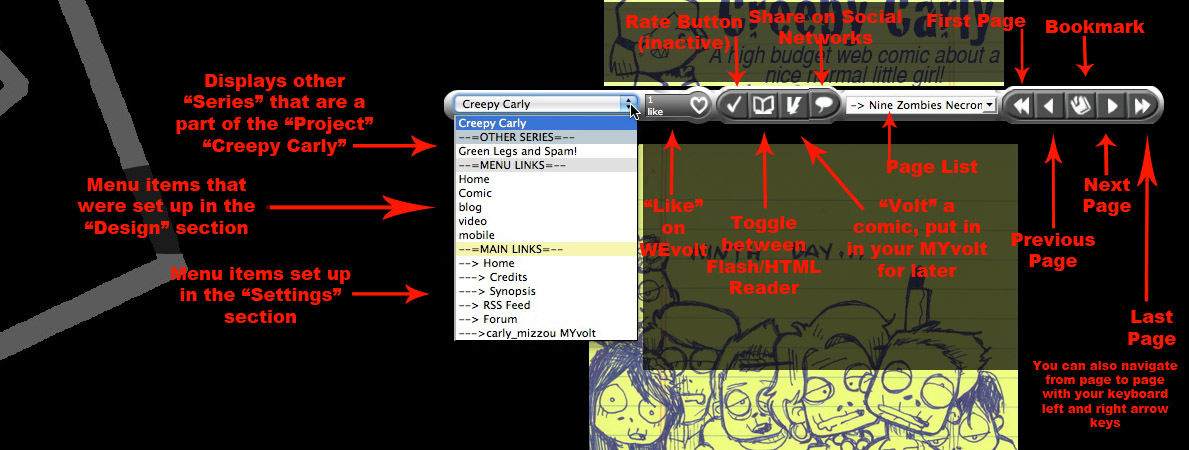 Creepy Carly
A high budget web comic about a
nice normal little girl!
Rate Button
(inactive)
Share on Social
Networks
First Page
Bookmark
Displays other
“Series” that are a
part of the “Project”
“Creepy Carly”
Menu items that
were set up in the
“Design” section
Menu items set up
in the “Settings”
section
Creepy Carly
1
like
-> Nine Zombies Necron
Creepy Carly
--=OTHER SERIES=--
Green Legs and Spam!
--=MENU LINKS=--
Home
Comic
blog
video
mobile
--=MAIN LINKS=--
--> Home
---> Credits
---> Synopsis
--> RSS Feed
--> Forum
--->carly_mizzou MYvolt
“Like”
on
WEvolt
Toggle
between
Flash/HTML
Reader
“Volt” a
comic, put in
in your MYvolt
for later
Page List
Previous
Page
Next
Page
Last
Page
You can also navigate
from page to page
with your keyboard
left and right arrow
keys
NINTH DAY,